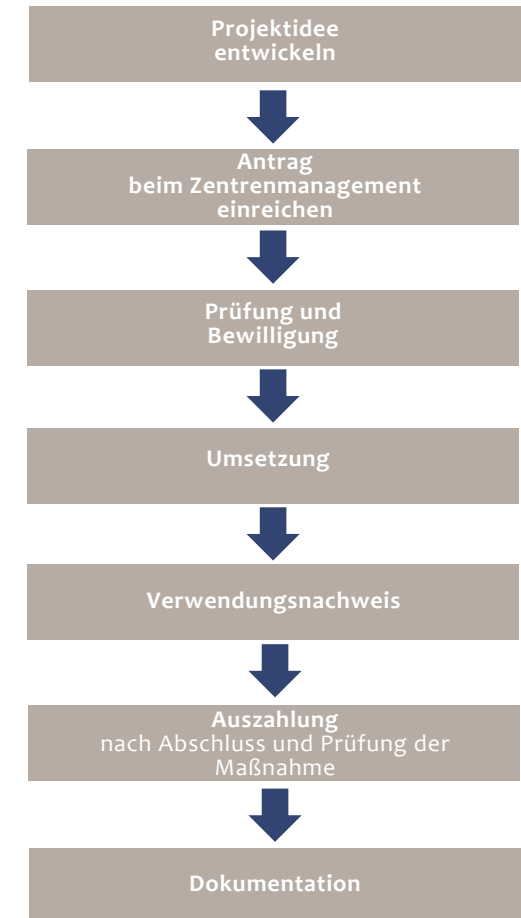 Projektidee
entwickeln
Antrag
beim Zentrenmanagement
einreichen
Prüfung und
Bewilligung
Umsetzung
Verwendungsnachweis
Auszahlung
nach Abschluss und Prüfung der
Maßnahme
Dokumentation